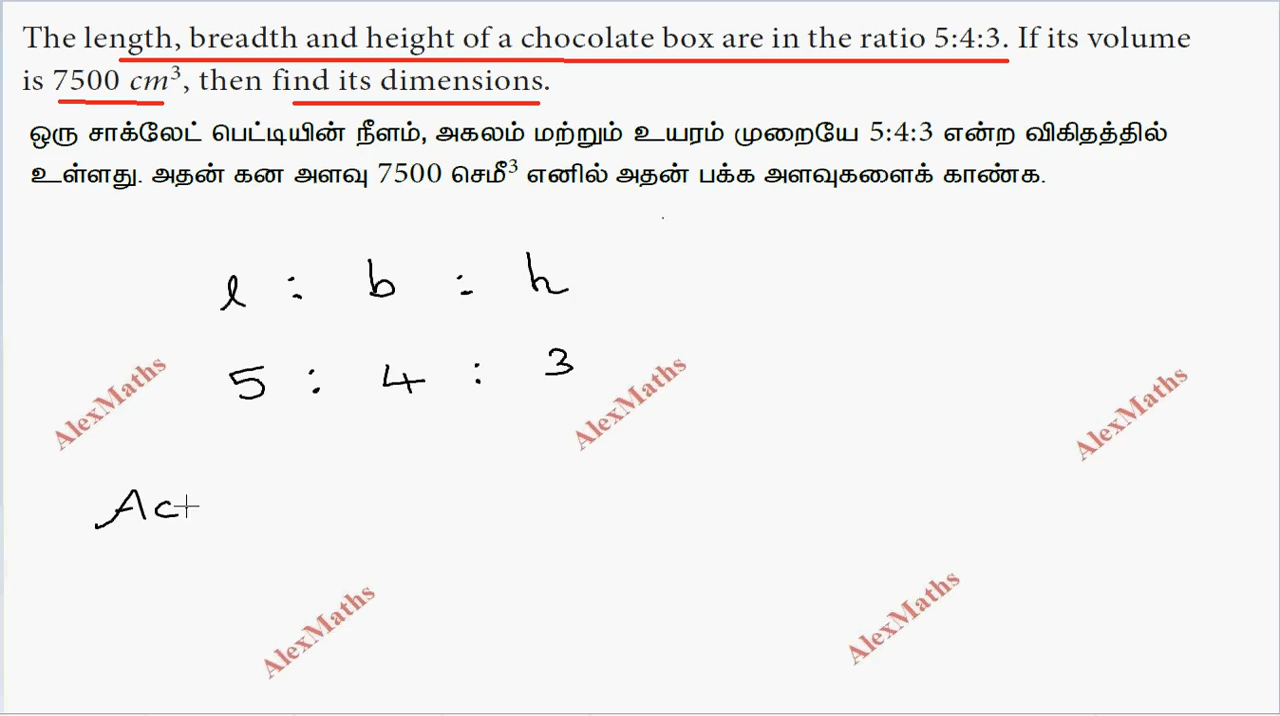 The length, breadth and height of a chocolate box are in the ratio 5:4:3. If its volume
is 7500 cm³, then find its dimensions.
ஒரு சாக்லேட் பெட்டியின் நீளம், அகலம் மற்றும் உயரம் முறையே 5:4:3 என்ற விகிதத்தில்
உள்ளது. அதன் கன அளவு 7500 செமீ³ எனில் அதன் பக்க அளவுகளைக் காண்க.
l : b : h
5 : 4 : 3
AlexMaths AlexMaths AlexMaths
Act
AlexMaths AlexMaths